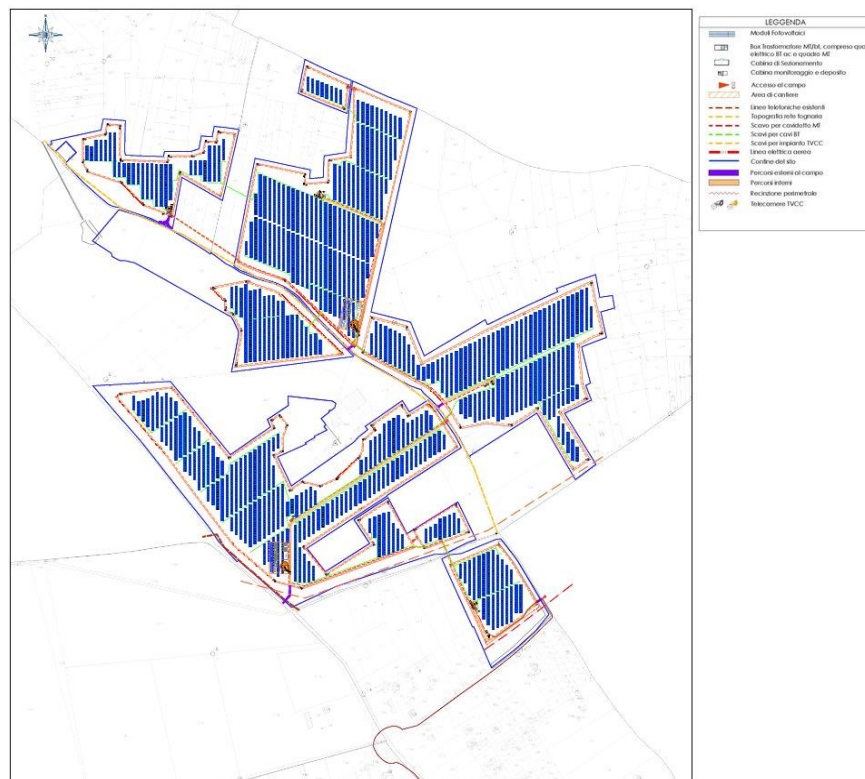 LEGGENDA
Moduli Fotovoltaici
Box Trasformatore MT/bt, compreso qua
elettrico BT ac e quadro MT
Cabina di Sezionamento
Cabina monitoraggio e deposito
Accesso al campo
Area di cantiere
Linee telefoniche esistenti
Topografia rete fognaria
Scavo per cavidotto MT
Scavi per cavi BT
Scavi per impianto TVCC
Linea elettrica aerea
Confine del sito
Percorsi esterni al campo
Percorsi interni
Recinzione perimetrale
Telecamere TVCC